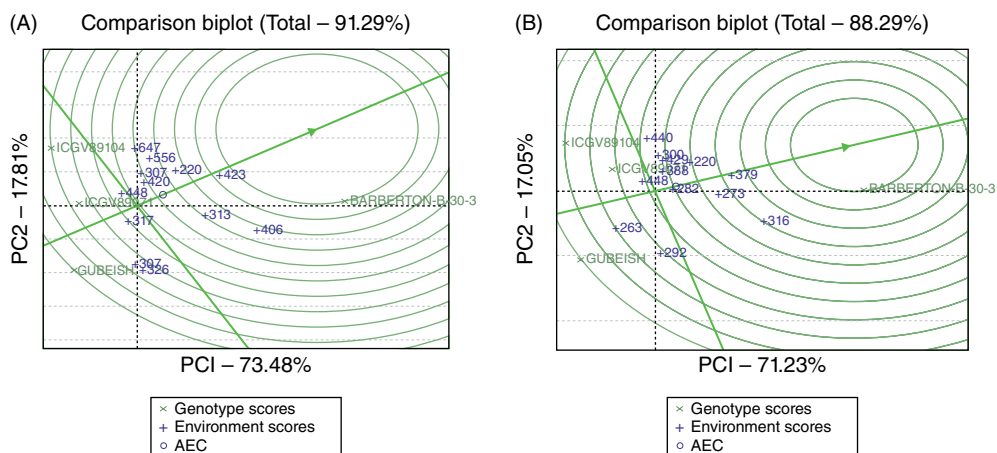 (A)
Comparison biplot (Total – 91.29%)
PC2 – 17.81%
×ICGV89104
+647
+556
+307
+220
+420
+423
+448
+317
+313
+406
×BARBERTON-B-30-3
+307
+326
×GUBEISH
PCI – 73.48%
× Genotype scores
+ Environment scores
o AEC
(B)
Comparison biplot (Total – 88.29%)
PC2 – 17.05%
×ICGV89104
+440
+300
+220
+448
+282
+379
+273
+316
×BARBERTON-B-30-3
+263
+292
×GUBEISH
PCI – 71.23%
× Genotype scores
+ Environment scores
o AEC